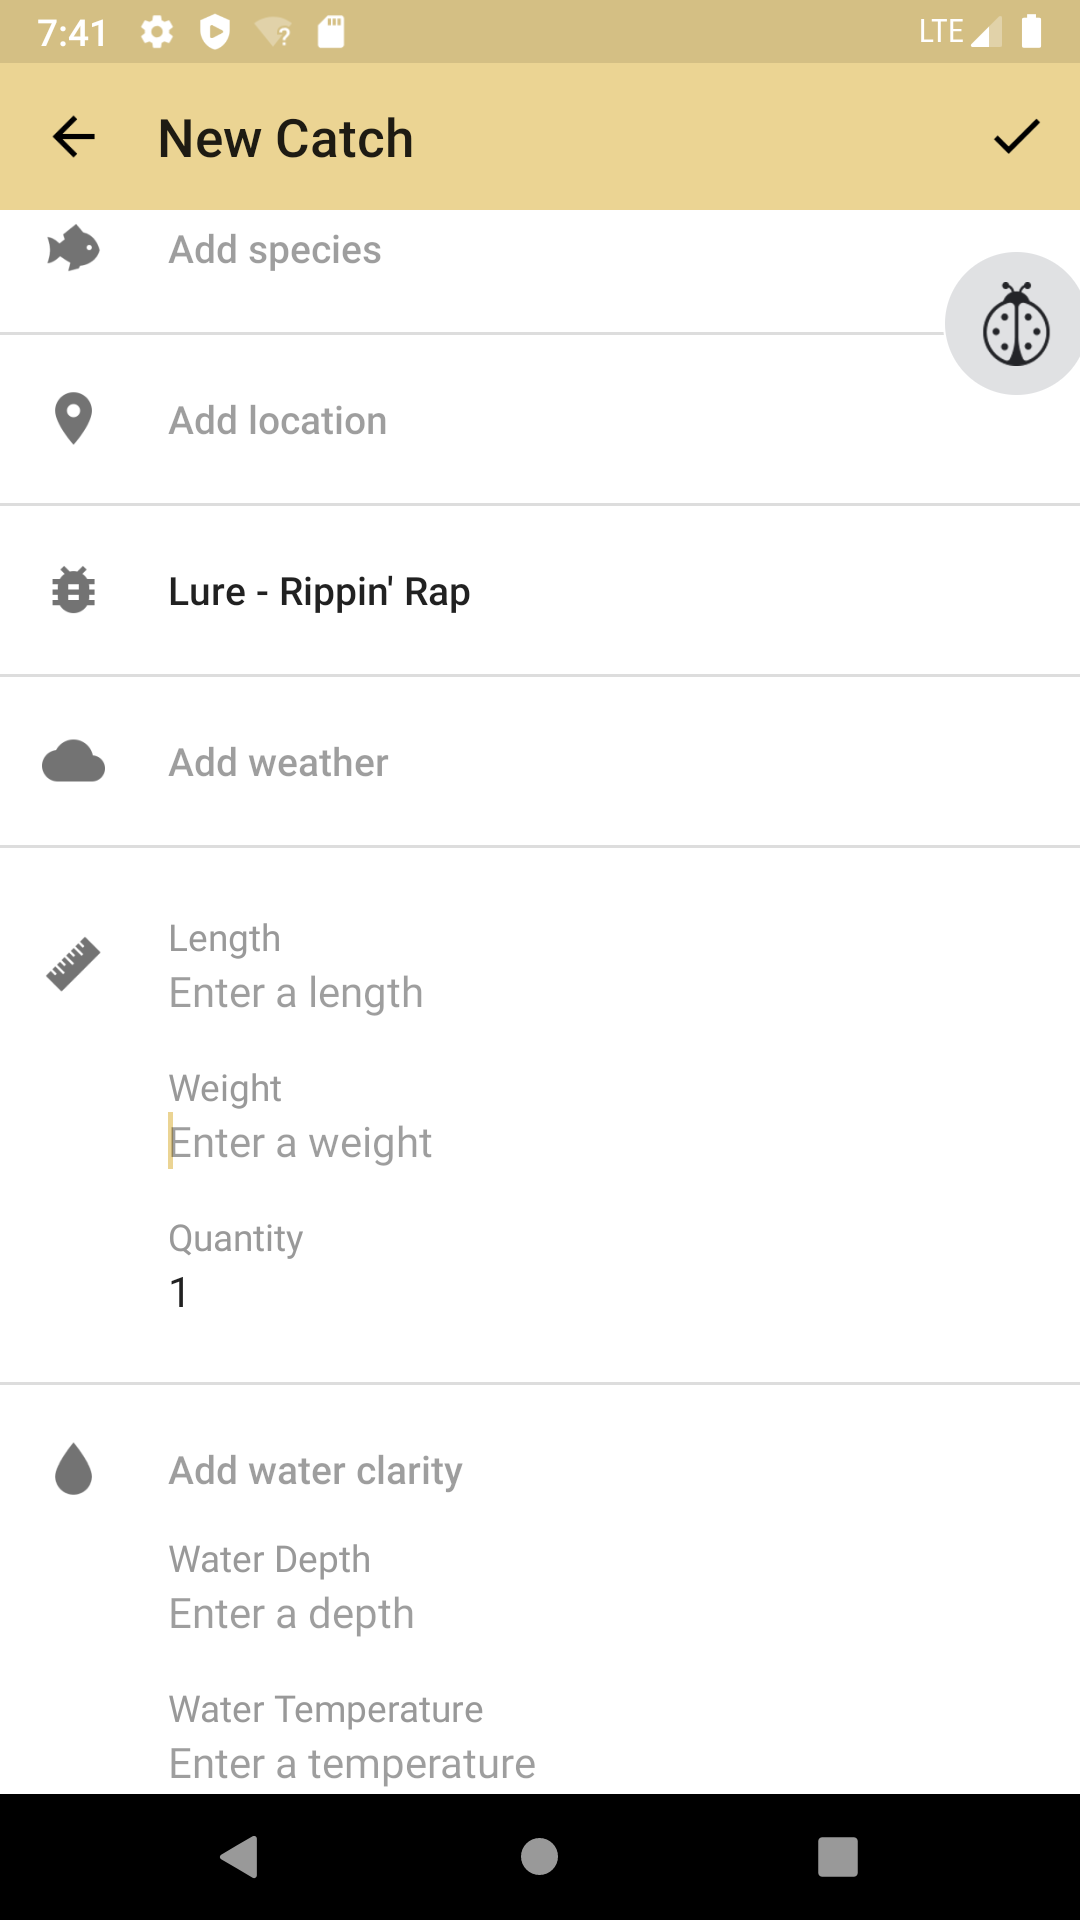 7:41 LTE
New Catch
Add species
Add location
Lure - Rippin' Rap
Add weather
Length
Enter a length
Weight
Enter a weight
Quantity
1
Add water clarity
Water Depth
Enter a depth
Water Temperature
Enter a temperature